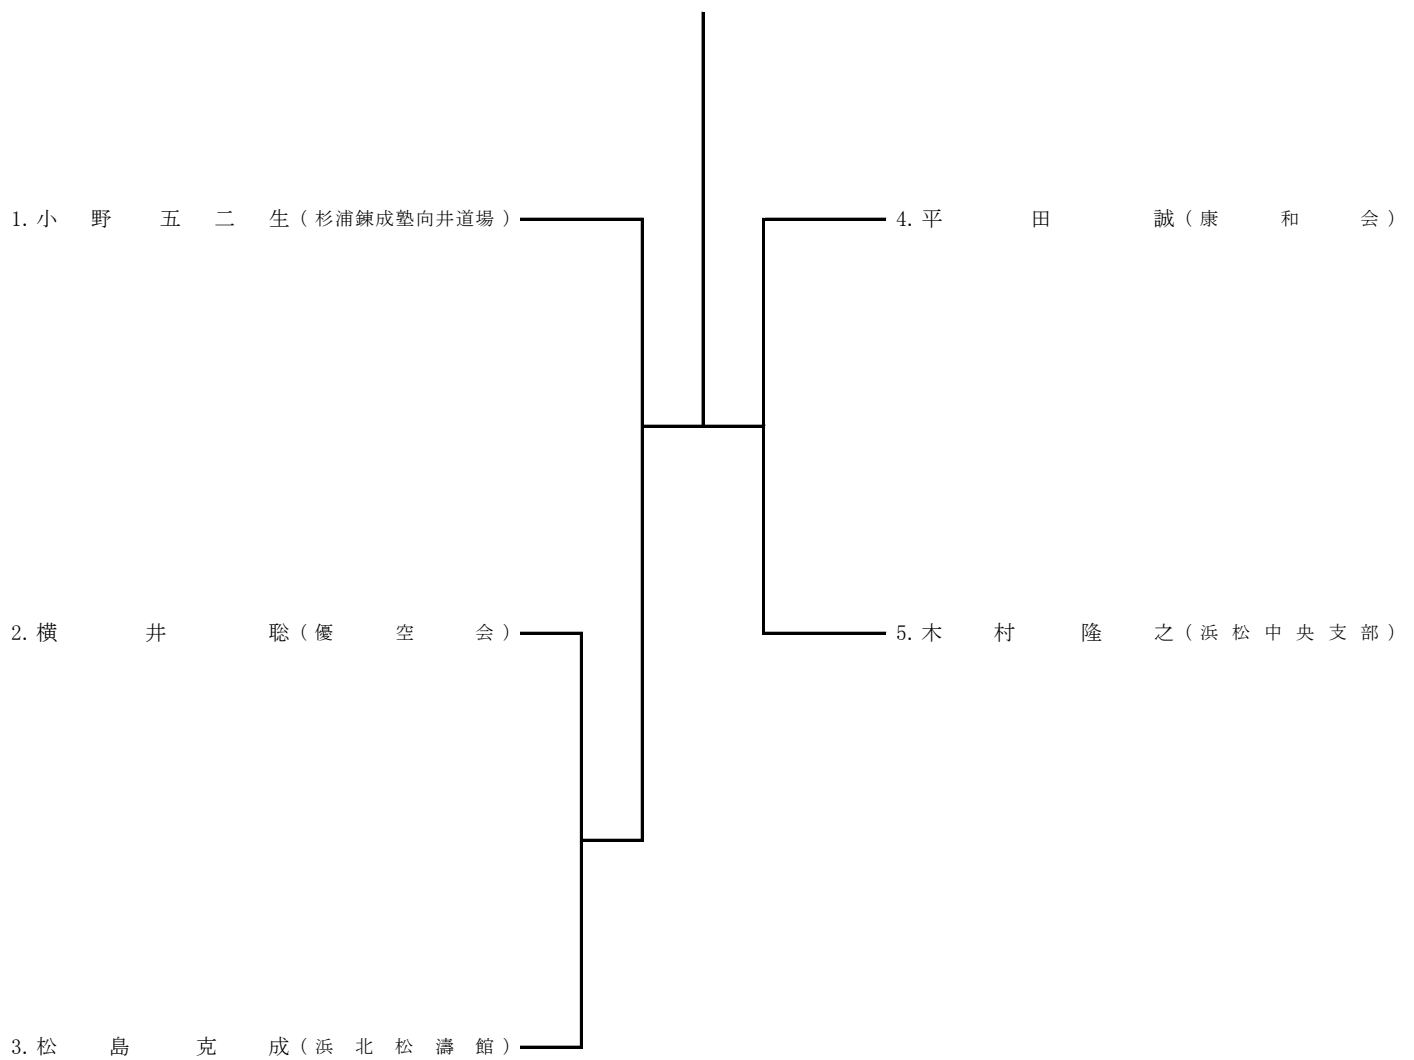 1. 小野 五二生 (杉浦錬成塾向井道場)
2. 横井 聡 (優空会)
3. 松島 克成 (浜北松濤館)
4. 平田 誠 (康和会)
5. 木村 隆之 (浜松中央支部)